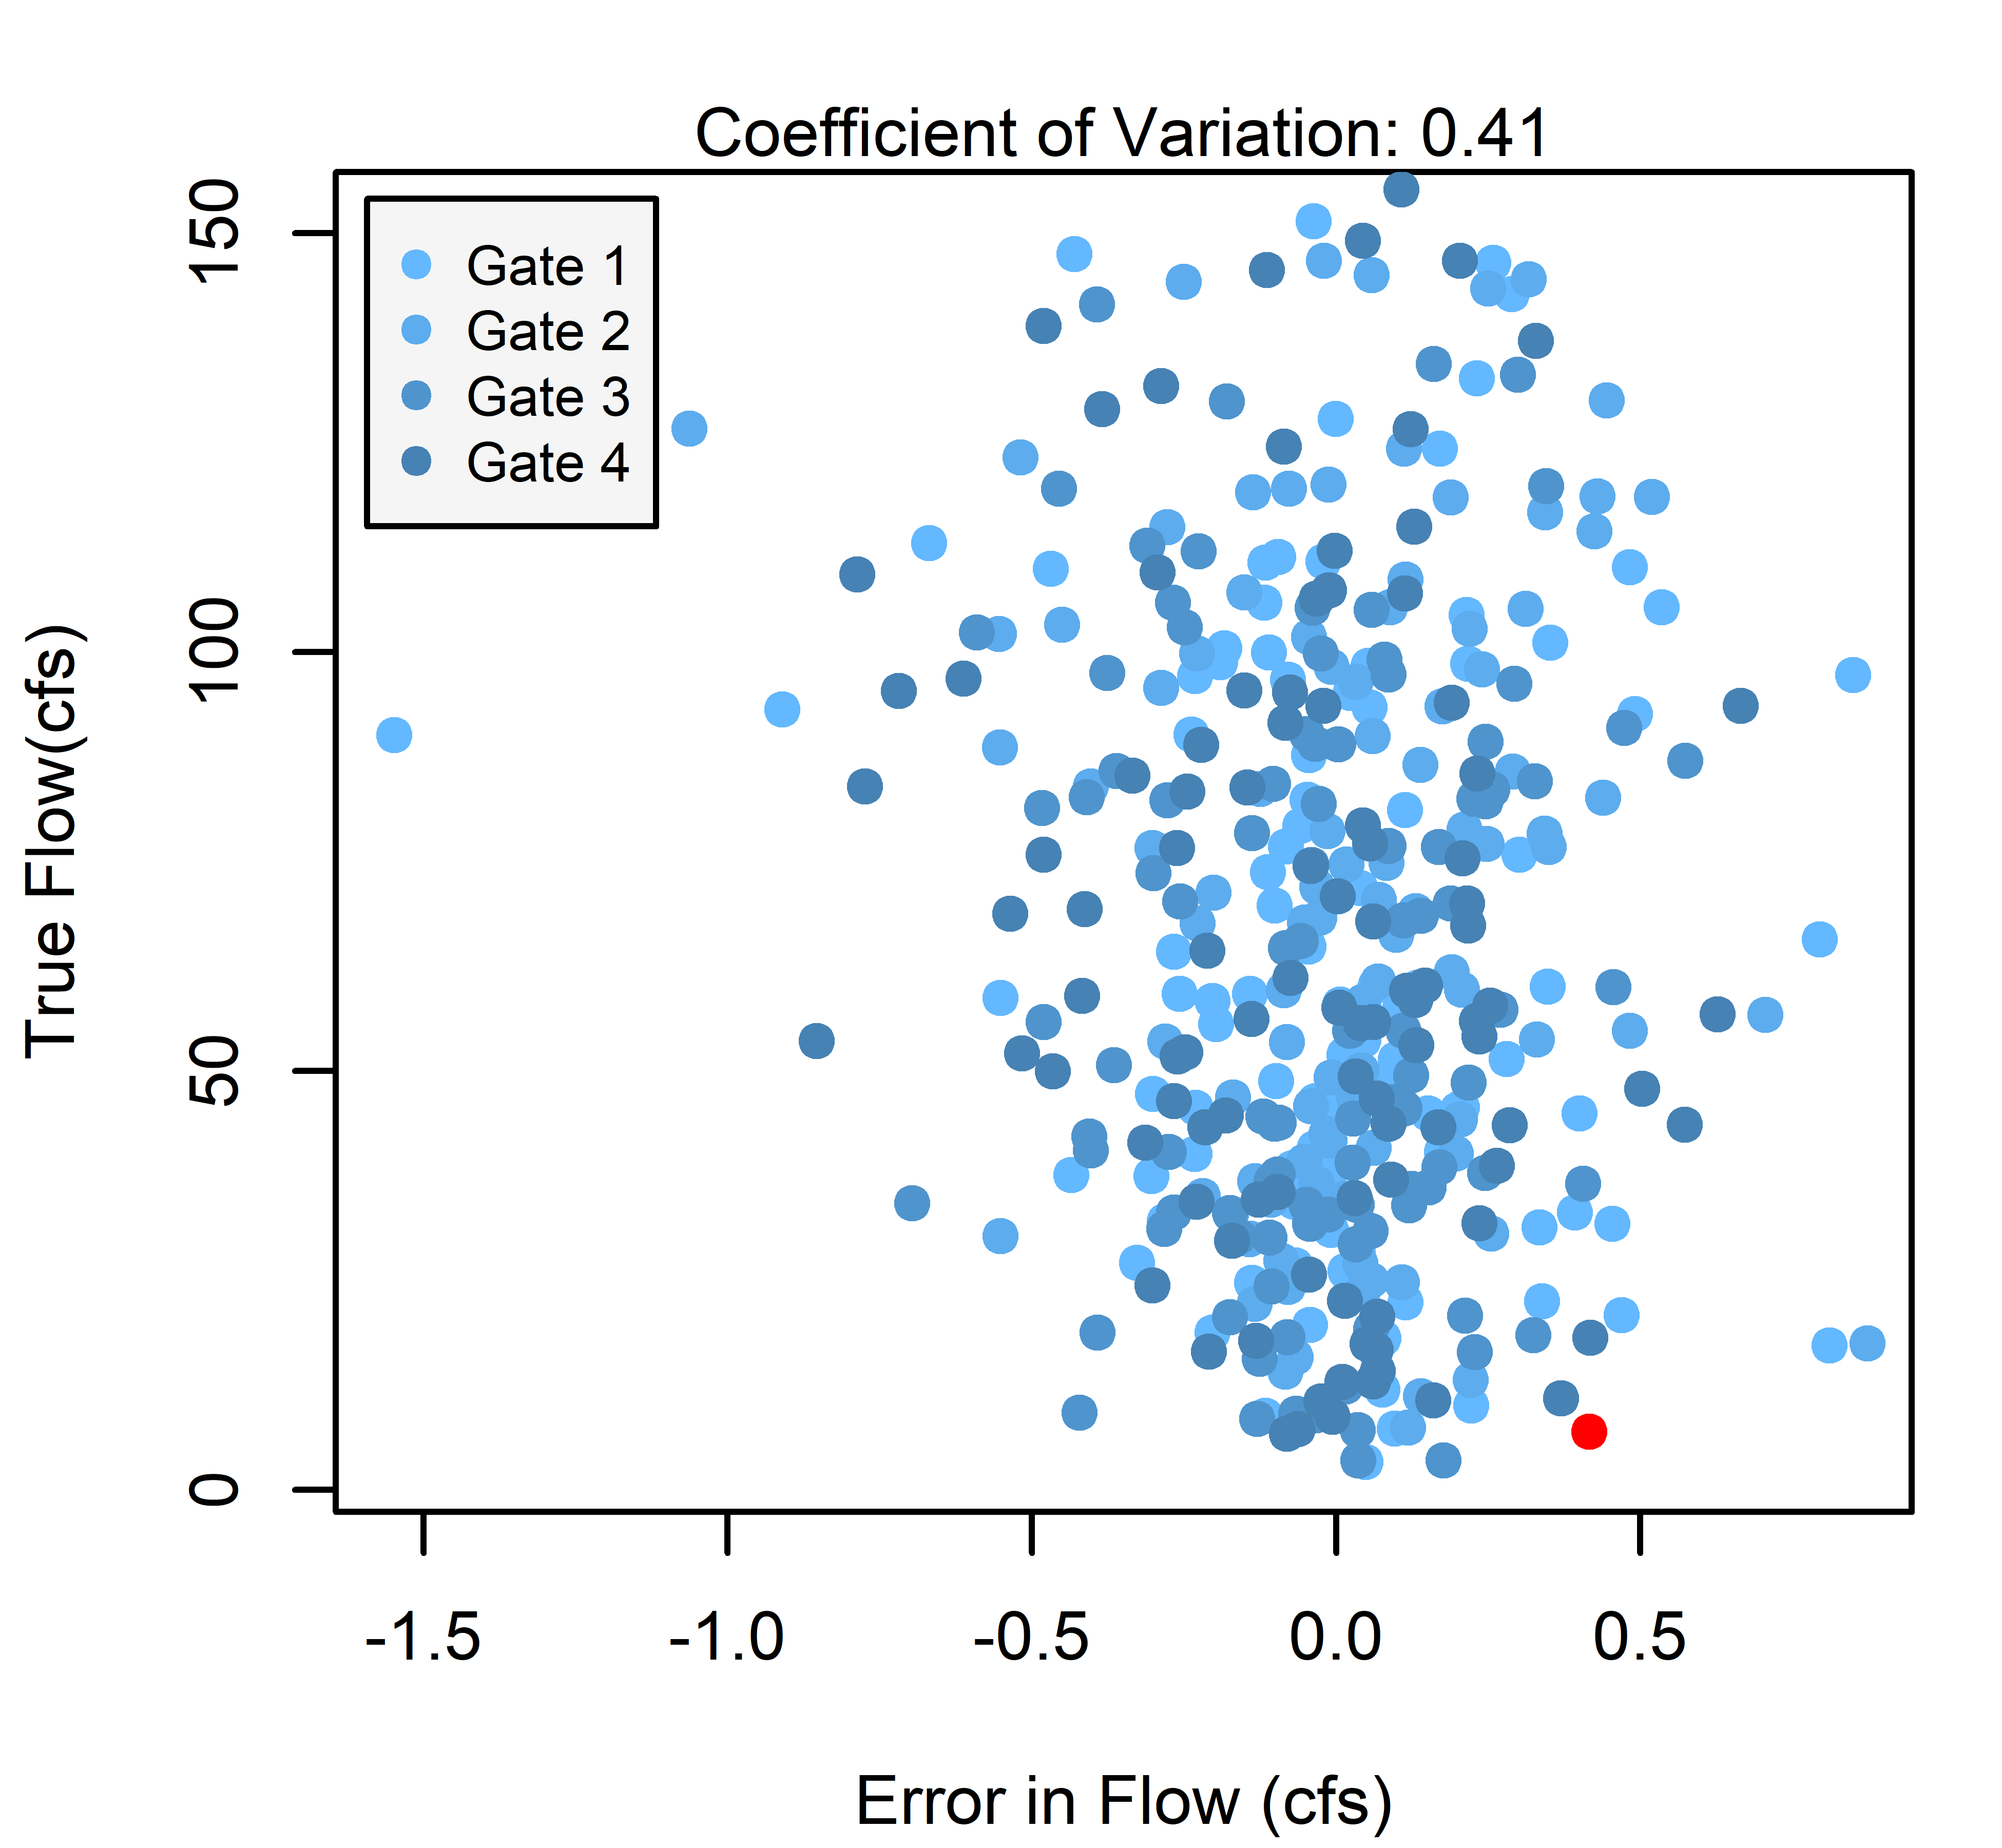 Coefficient of Variation: 0.41
Gate 1
Gate 2
Gate 3
Gate 4
True Flow(cfs)
150
100
50
0
-1.5 -1.0 -0.5 0.0 0.5
Error in Flow (cfs)